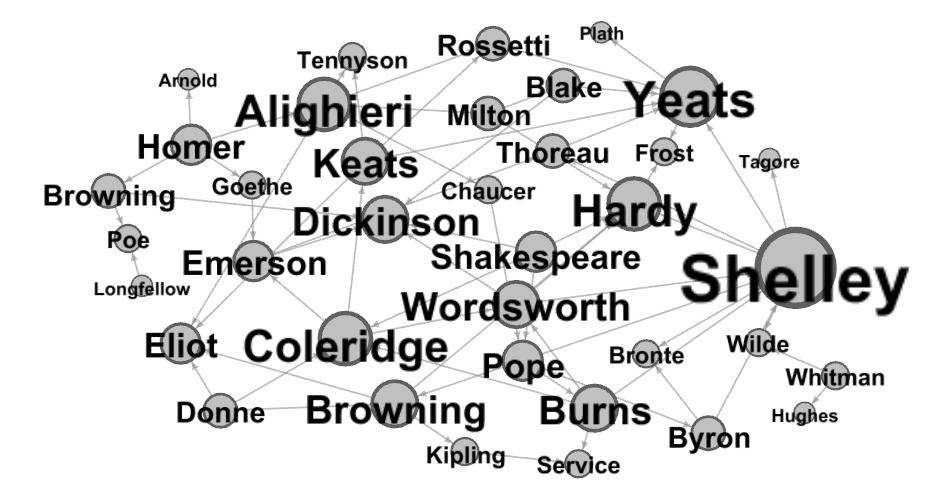 Plath
Rossetti
Tennyson
Arnold
Blake
Yeats
Alighieri
Milton
Homer
Keats
Thoreau
Frost
Tagore
Goethe
Chaucer
Browning
Dickinson
Hardy
Poe
Emerson
Shakespeare
Shelley
Longfellow
Wordsworth
Eliot
Coleridge
Pope
Bronte
Wilde
Whitman
Donne
Browning
Burns
Hughes
Byron
Kipling
Service